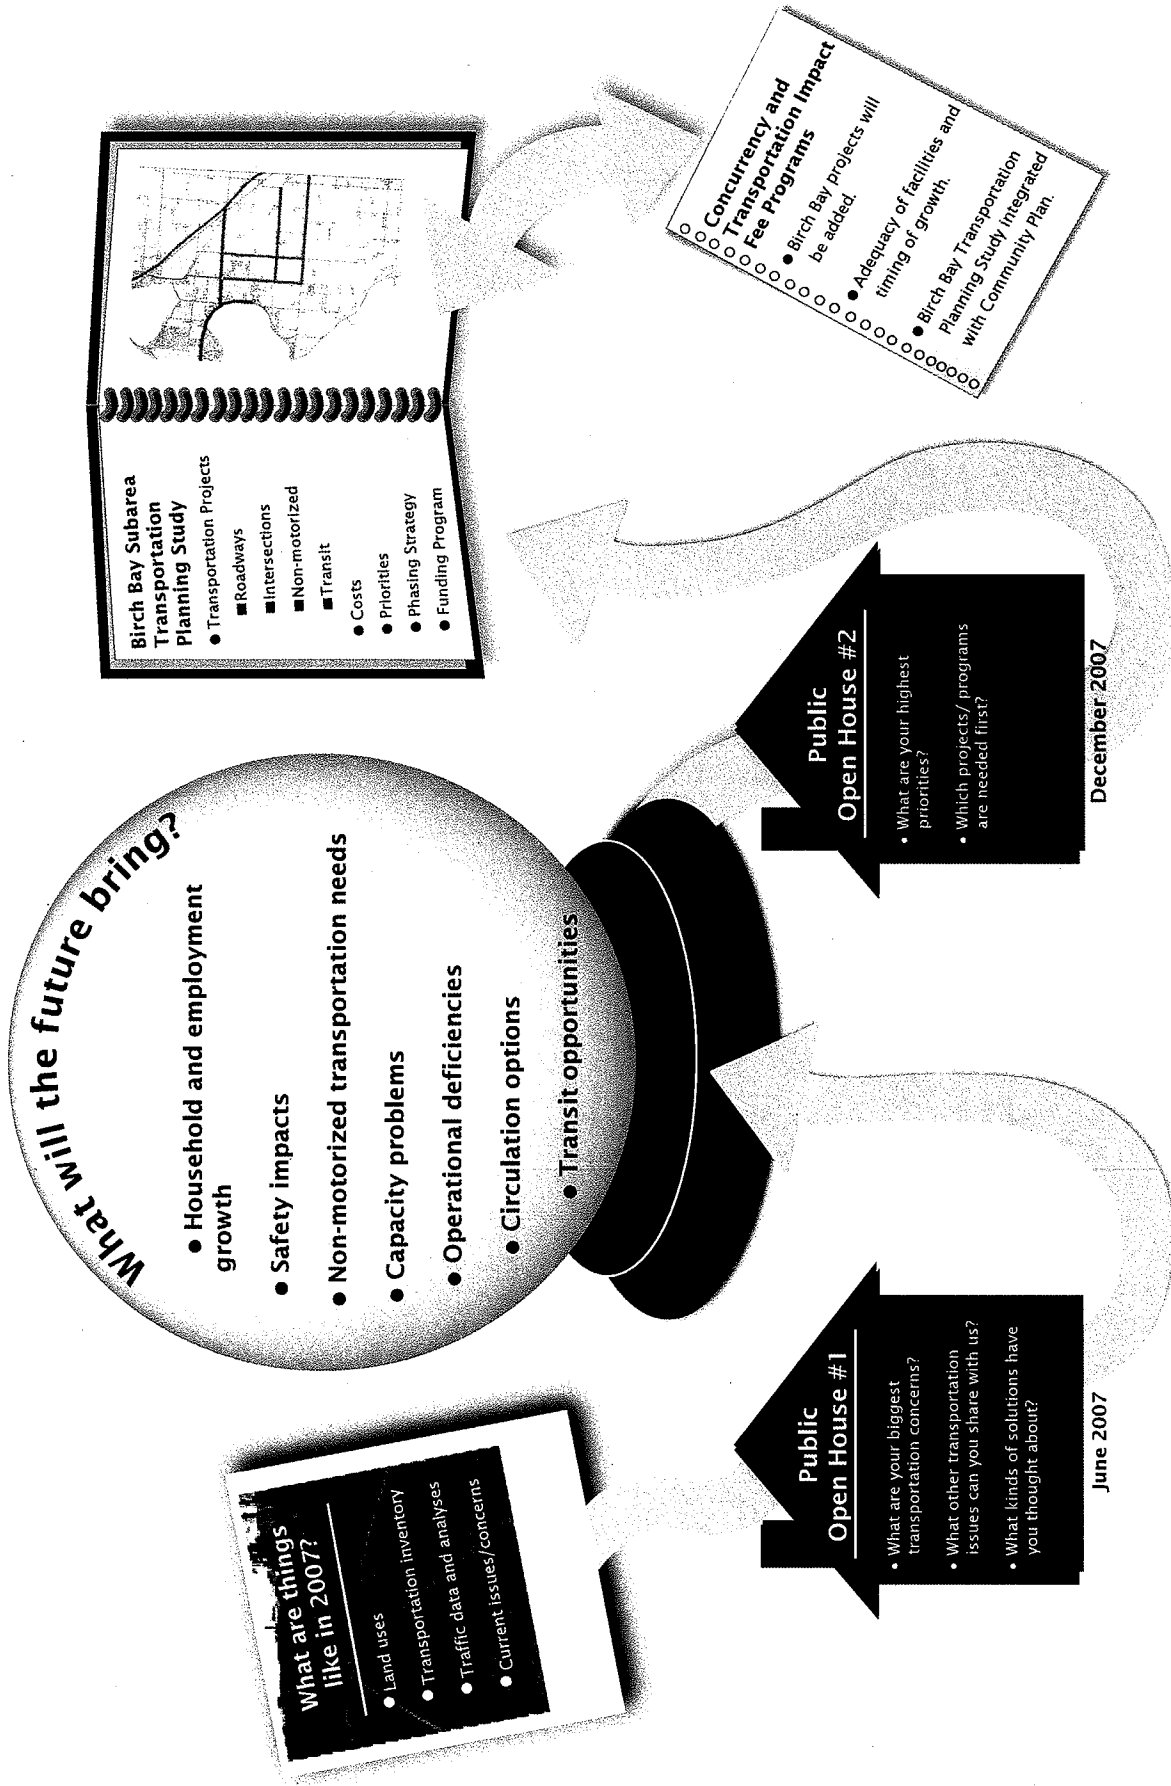 What are things
like in 2007?
● Land uses
● Transportation inventory
● Traffic data and analyses
● Current issues/concerns
Public
Open House #1
• What are your biggest
transportation concerns?
• What other transportation
issues can you share with us?
• What kinds of solutions have
you thought about?
June 2007
What will the future bring?
● Household and employment
growth
● Safety impacts
● Non-motorized transportation needs
● Capacity problems
● Operational deficiencies
● Circulation options
● Transit opportunities
Public
Open House #2
• What are your highest
priorities?
• Which projects/ programs
are needed first?
December 2007
Birch Bay Subarea
Transportation
Planning Study
● Transportation Projects
■ Roadways
■ Intersections
■ Non-motorized
■ Transit
● Costs
● Priorities
● Phasing Strategy
● Funding Program
Concurrency and
Transportation Impact
Fee Programs
● Birch Bay projects will
be added.
● Adequacy of facilities and
timing of growth.
● Birch Bay Transportation
Planning Study integrated
with Community Plan.